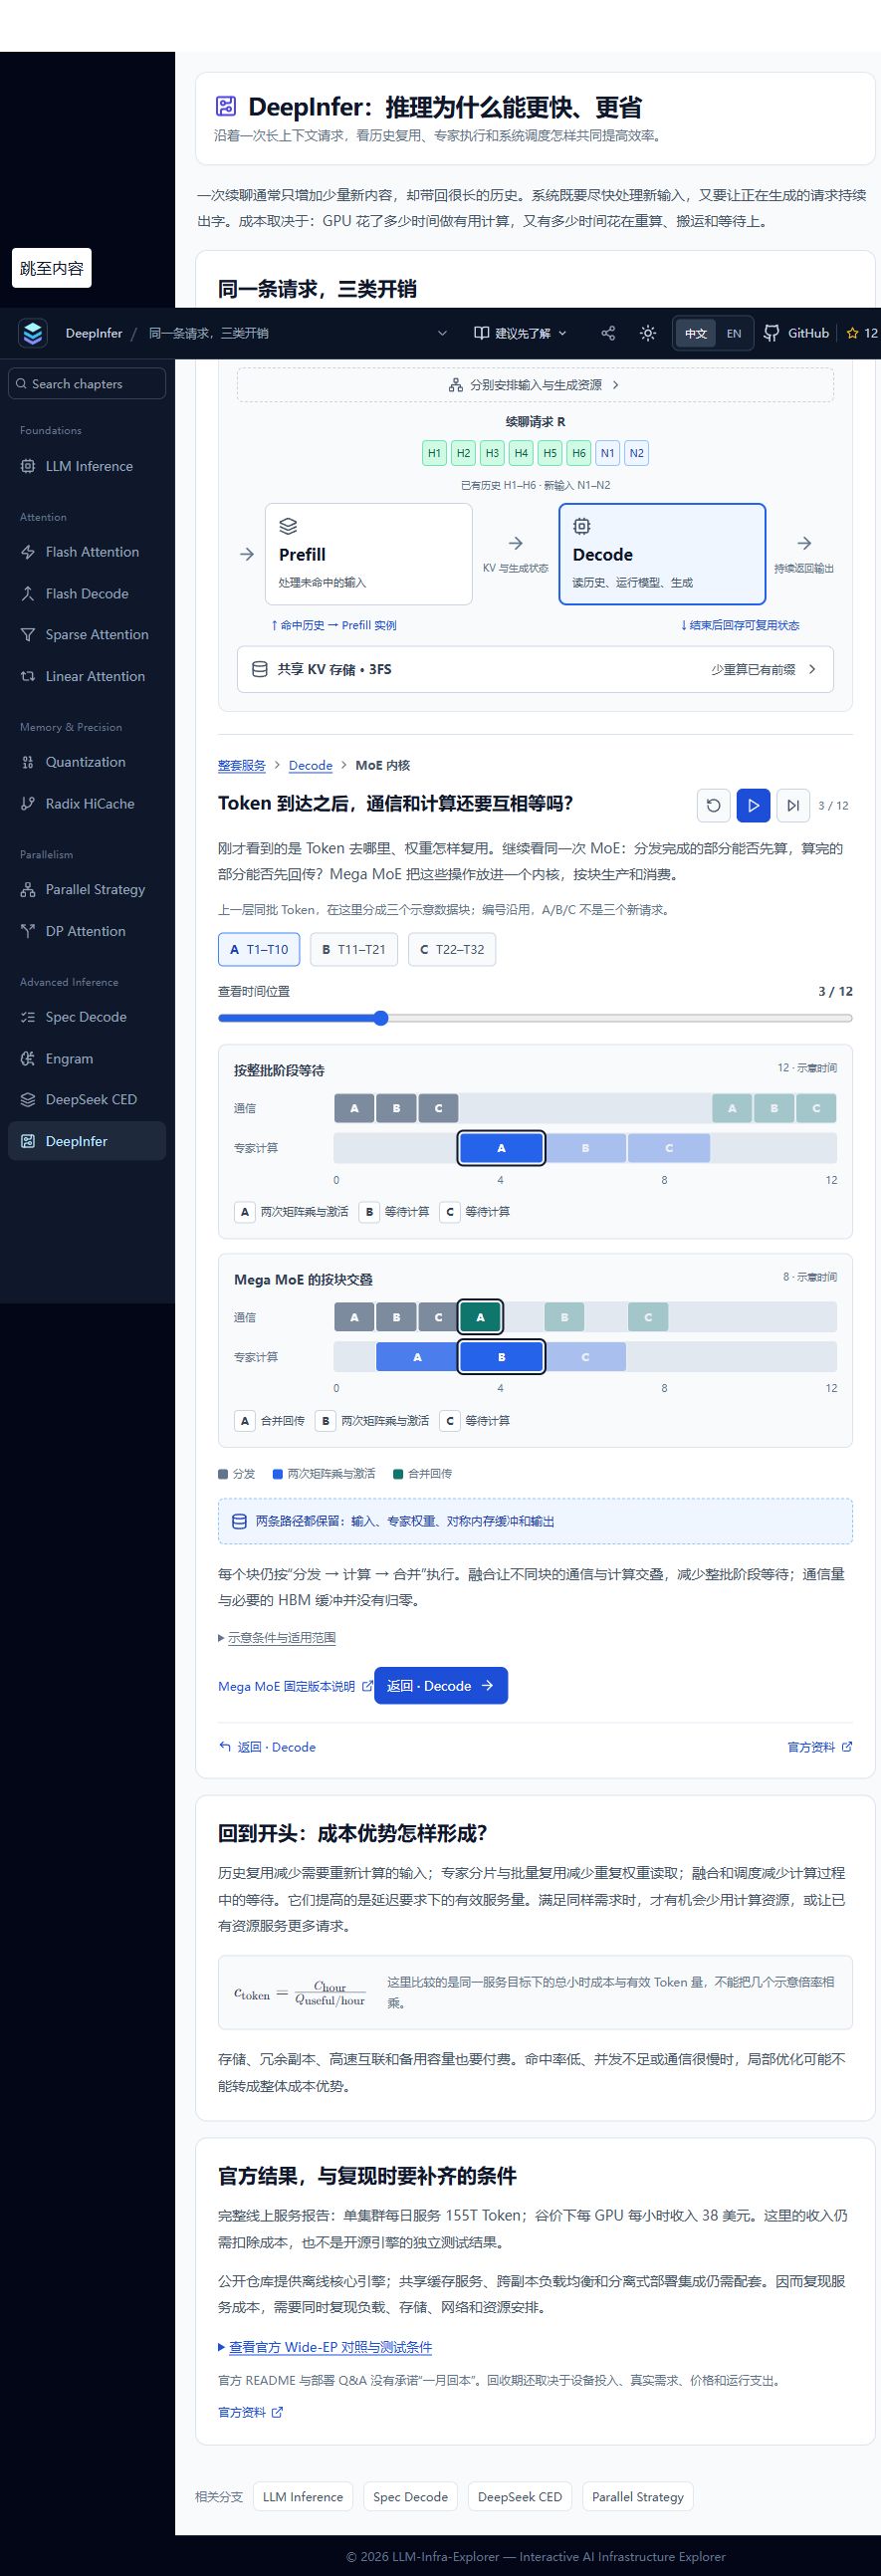 DeepInfer：推理为什么能更快、更省
沿着一次长上下文请求，看历史复用、专家执行和系统调度怎样共同提高效率。
一次续聊通常只增加少量新内容，却带回很长的历史。系统既要尽快处理新输入，又要让正在生成的请求持续
出字。成本取决于：GPU 花了多少时间做有用计算，又有多少时间花在重算、搬运和等待上。
跳至内容
同一条请求，三类开销
DeepInfer / 同一条请求，三类开销
建议先了解
中文 EN
GitHub
12
Search chapters
Foundations
LLM Inference
Attention
Flash Attention
Flash Decode
Sparse Attention
Linear Attention
Memory & Precision
Quantization
Radix HiCache
Parallelism
Parallel Strategy
DP Attention
Advanced Inference
Spec Decode
Engram
DeepSeek CED
DeepInfer
分别安排输入与生成资源
续聊请求 R
H1 H2 H3 H4 H5 H6 N1 N2
已有历史 H1–H6 · 新输入 N1–N2
Prefill
处理未命中的输入
KV 与生成状态
Decode
读历史、运行模型、生成
持续返回输出
↑ 命中历史 → Prefill 实例
↓ 结束后回存可复用状态
共享 KV 存储 • 3FS
少重算已有前缀
整套服务 > Decode > MoE 内核
Token 到达之后，通信和计算还要互相等吗？
3 / 12
刚才看到的是 Token 去哪里、权重怎样复用。继续看同一次 MoE：分发完成的部分能否先算，算完的
部分能否先回传？Mega MoE 把这些操作放进一个内核，按块生产和消费。
上一层同批 Token，在这里分成三个示意数据块；编号沿用，A/B/C 不是三个新请求。
A T1–T10
B T11–T21
C T22–T32
查看时间位置
3 / 12
按整批阶段等待
12 · 示意时间
通信
A B C A B C
专家计算
A B C
0 4 8 12
A 两次矩阵乘与激活 B 等待计算 C 等待计算
Mega MoE 的按块交叠
8 · 示意时间
通信
A B C A B C
专家计算
A B C
0 4 8 12
A 合并回传 B 两次矩阵乘与激活 C 等待计算
分发 两次矩阵乘与激活 合并回传
两条路径都保留：输入、专家权重、对称内存缓冲和输出
每个块仍按“分发 → 计算 → 合并”执行。融合让不同块的通信与计算交叠，减少整批阶段等待；通信量
与必要的 HBM 缓冲并没有归零。
示意条件与适用范围
Mega MoE 固定版本说明
返回 · Decode
返回 · Decode
官方资料
回到开头：成本优势怎样形成？
历史复用减少需要重新计算的输入；专家分片与批量复用减少重复权重读取；融合和调度减少计算过程
中的等待。它们提高的是延迟要求下的有效服务量。满足同样需求时，才有机会少用计算资源，或让已
有资源服务更多请求。
c_token = C_hour / Q_useful/hour
这里比较的是同一服务目标下的总小时成本与有效 Token 量，不能把几个示意倍率相
乘。
存储、冗余副本、高速互联和备用容量也要付费。命中率低、并发不足或通信很慢时，局部优化可能不
能转成整体成本优势。
官方结果，与复现时要补齐的条件
完整线上服务报告：单集群每日服务 155T Token；谷价下每 GPU 每小时收入 38 美元。这里的收入仍
需扣除成本，也不是开源引擎的独立测试结果。
公开仓库提供离线核心引擎；共享缓存服务、跨副本负载均衡和分离式部署集成仍需配套。因而复现服
务成本，需要同时复现负载、存储、网络和资源安排。
查看官方 Wide-EP 对照与测试条件
官方 README 与部署 Q&A 没有承诺“一月回本”。回收期还取决于设备投入、真实需求、价格和运行支出。
官方资料
相关分支
LLM Inference
Spec Decode
DeepSeek CED
Parallel Strategy
© 2026 LLM-Infra-Explorer — Interactive AI Infrastructure Explorer